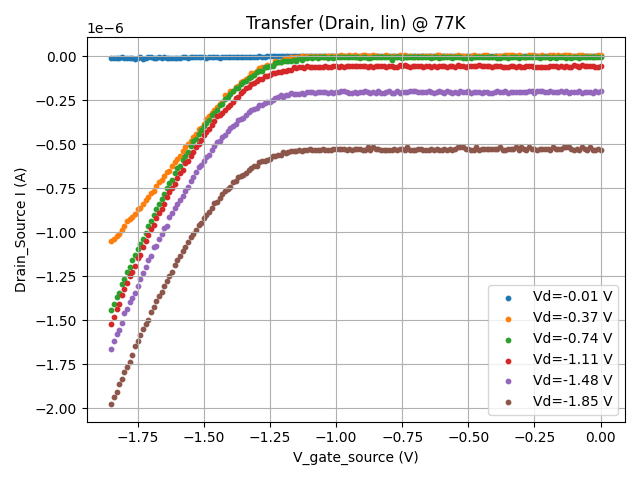 Transfer (Drain, lin) @ 77K
1e−6
0.00
−0.25
−0.50
−0.75
−1.00
−1.25
−1.50
−1.75
−2.00
Drain_Source I (A)
Vd=-0.01 V
Vd=-0.37 V
Vd=-0.74 V
Vd=-1.11 V
Vd=-1.48 V
Vd=-1.85 V
−1.75 −1.50 −1.25 −1.00 −0.75 −0.50 −0.25 0.00
V_gate_source (V)